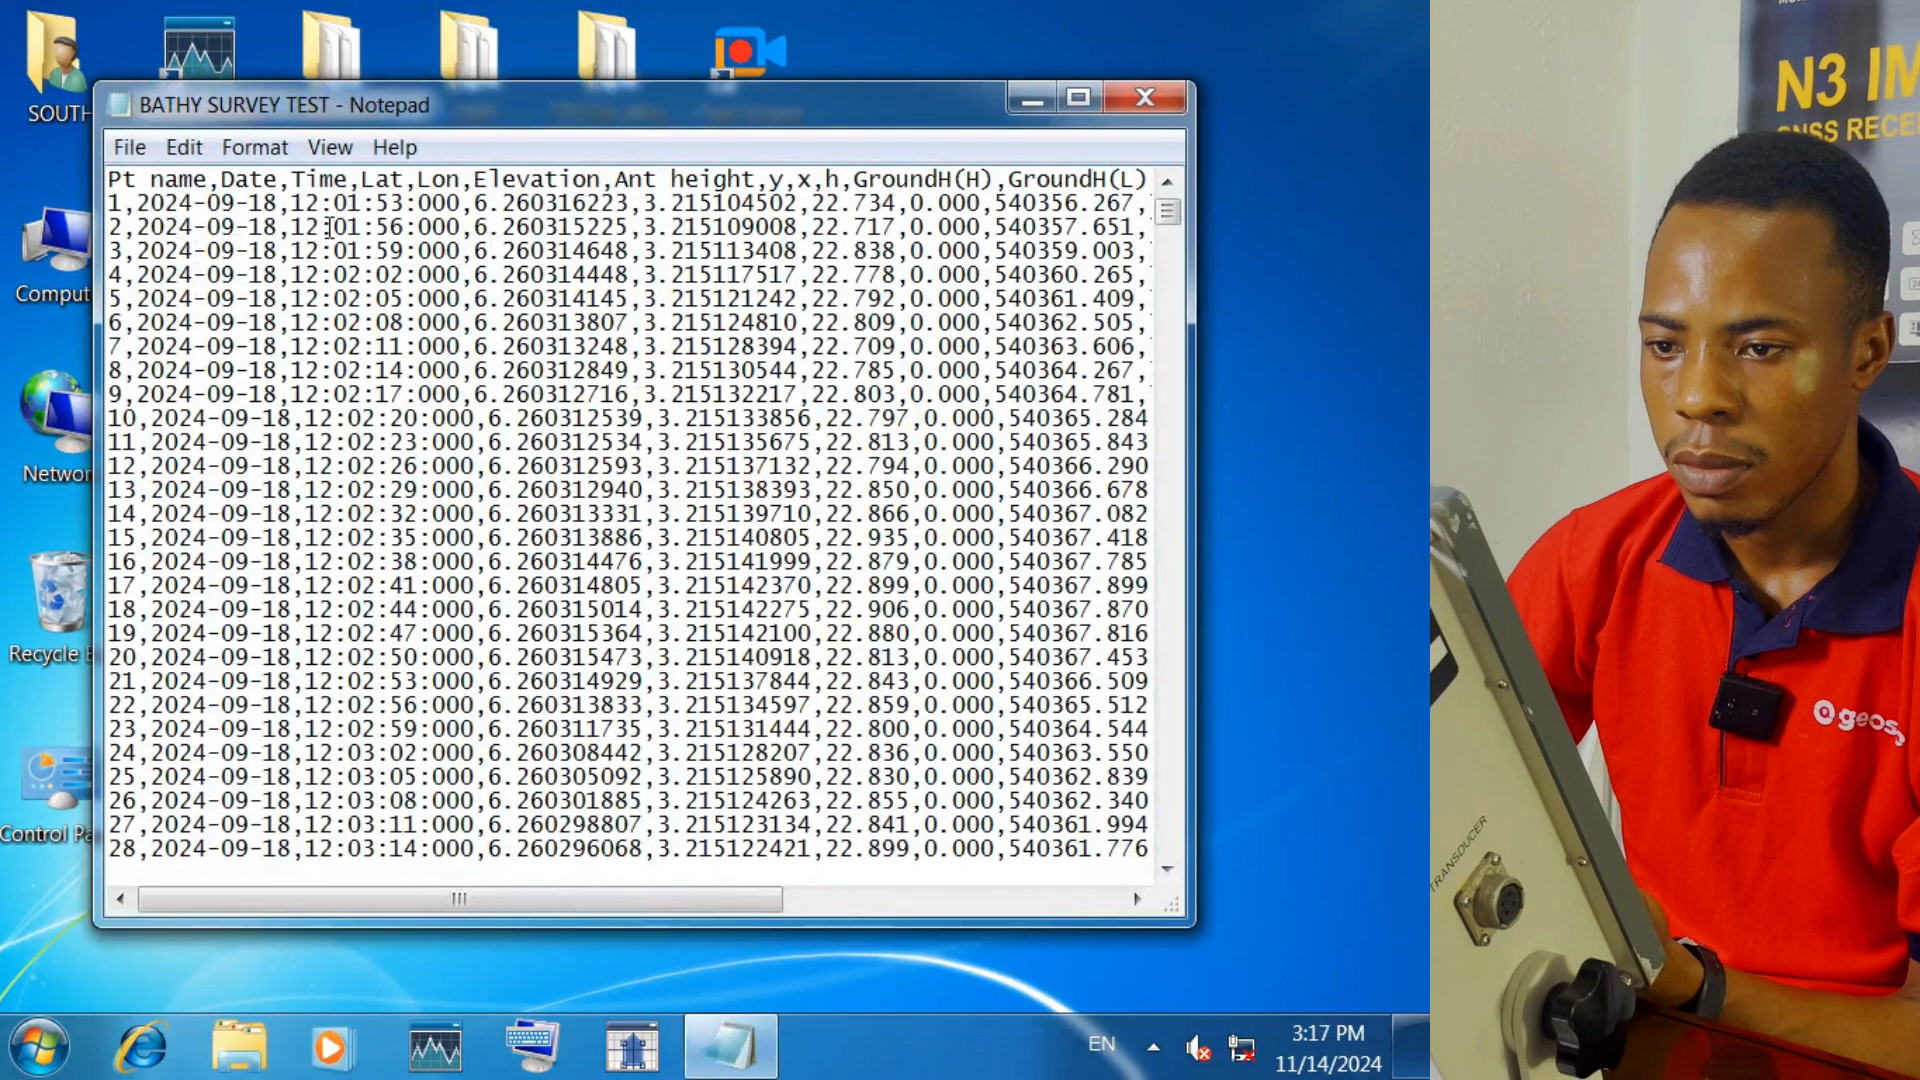 SOUTH
Comput
Networ
Recycle
Control Pa
BATHY SURVEY TEST - Notepad
File Edit Format View Help
Pt name,Date,Time,Lat,Lon,Elevation,Ant height,y,x,h,GroundH(H),GroundH(L)
1,2024-09-18,12:01:53:000,6.260316223,3.215104502,22.734,0.000,540356.267,
2,2024-09-18,12:01:56:000,6.260315225,3.215109008,22.717,0.000,540357.651,
3,2024-09-18,12:01:59:000,6.260314648,3.215113408,22.838,0.000,540359.003,
4,2024-09-18,12:02:02:000,6.260314448,3.215117517,22.778,0.000,540360.265,
5,2024-09-18,12:02:05:000,6.260314145,3.215121242,22.792,0.000,540361.409,
6,2024-09-18,12:02:08:000,6.260313807,3.215124810,22.809,0.000,540362.505,
7,2024-09-18,12:02:11:000,6.260313248,3.215128394,22.709,0.000,540363.606,
8,2024-09-18,12:02:14:000,6.260312849,3.215130544,22.785,0.000,540364.267,
9,2024-09-18,12:02:17:000,6.260312716,3.215132217,22.803,0.000,540364.781,
10,2024-09-18,12:02:20:000,6.260312539,3.215133856,22.797,0.000,540365.284
11,2024-09-18,12:02:23:000,6.260312534,3.215135675,22.813,0.000,540365.843
12,2024-09-18,12:02:26:000,6.260312593,3.215137132,22.794,0.000,540366.290
13,2024-09-18,12:02:29:000,6.260312940,3.215138393,22.850,0.000,540366.678
14,2024-09-18,12:02:32:000,6.260313331,3.215139710,22.866,0.000,540367.082
15,2024-09-18,12:02:35:000,6.260313886,3.215140805,22.935,0.000,540367.418
16,2024-09-18,12:02:38:000,6.260314476,3.215141999,22.879,0.000,540367.785
17,2024-09-18,12:02:41:000,6.260314805,3.215142370,22.899,0.000,540367.899
18,2024-09-18,12:02:44:000,6.260315014,3.215142275,22.906,0.000,540367.870
19,2024-09-18,12:02:47:000,6.260315364,3.215142100,22.880,0.000,540367.816
20,2024-09-18,12:02:50:000,6.260315473,3.215140918,22.813,0.000,540367.453
21,2024-09-18,12:02:53:000,6.260314929,3.215137844,22.843,0.000,540366.509
22,2024-09-18,12:02:56:000,6.260313833,3.215134597,22.859,0.000,540365.512
23,2024-09-18,12:02:59:000,6.260311735,3.215131444,22.800,0.000,540364.544
24,2024-09-18,12:03:02:000,6.260308442,3.215128207,22.836,0.000,540363.550
25,2024-09-18,12:03:05:000,6.260305092,3.215125890,22.830,0.000,540362.839
26,2024-09-18,12:03:08:000,6.260301885,3.215124263,22.855,0.000,540362.340
27,2024-09-18,12:03:11:000,6.260298807,3.215123134,22.841,0.000,540361.994
28,2024-09-18,12:03:14:000,6.260296068,3.215122421,22.899,0.000,540361.776
EN
3:17 PM
11/14/2024
N3 IM
GNSS RECE
geos
TRANSDUCER